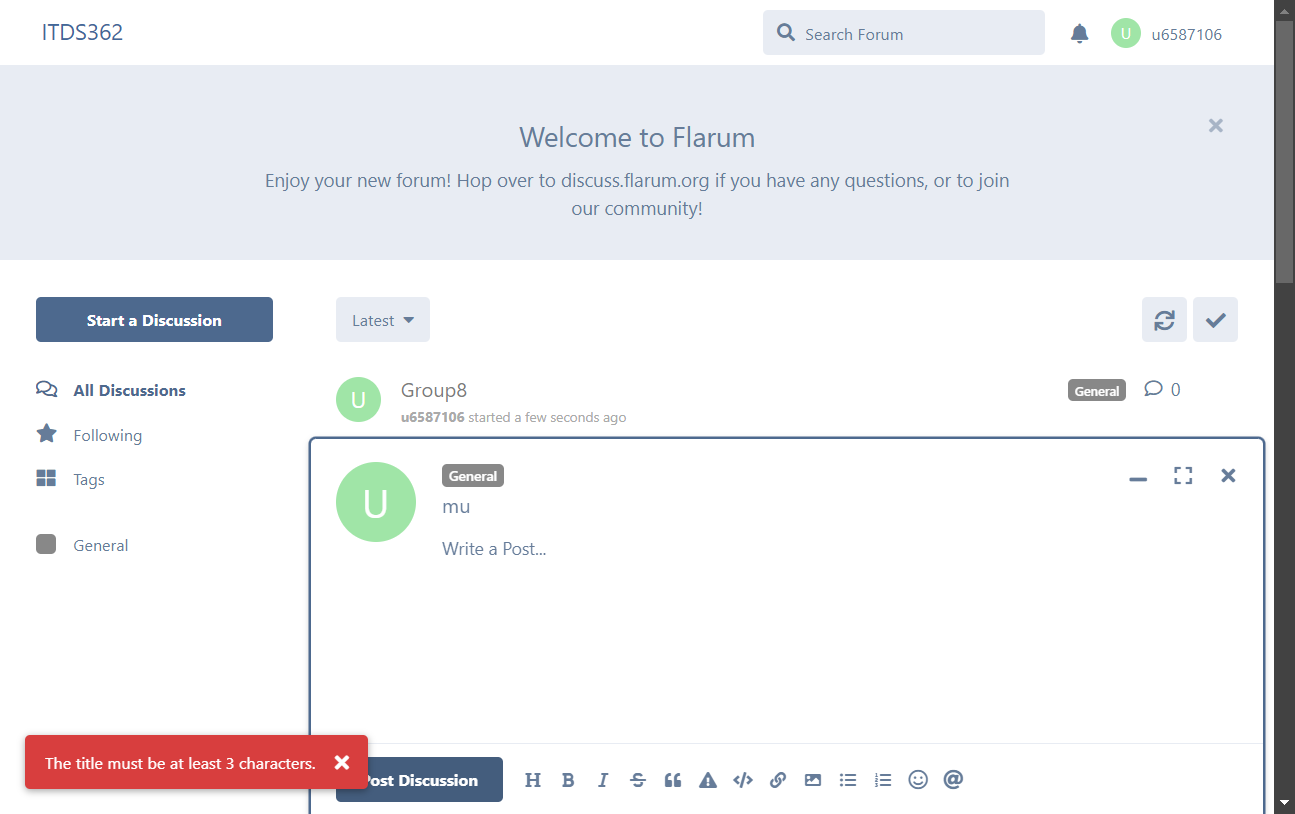 ITDS362
Search Forum
U
u6587106
Welcome to Flarum
Enjoy your new forum! Hop over to discuss.flarum.org if you have any questions, or to join
our community!
Start a Discussion
Latest
All Discussions
Following
Tags
General
U
Group8
u6587106 started a few seconds ago
General
0
U
General
mu
Write a Post...
The title must be at least 3 characters.
Post Discussion